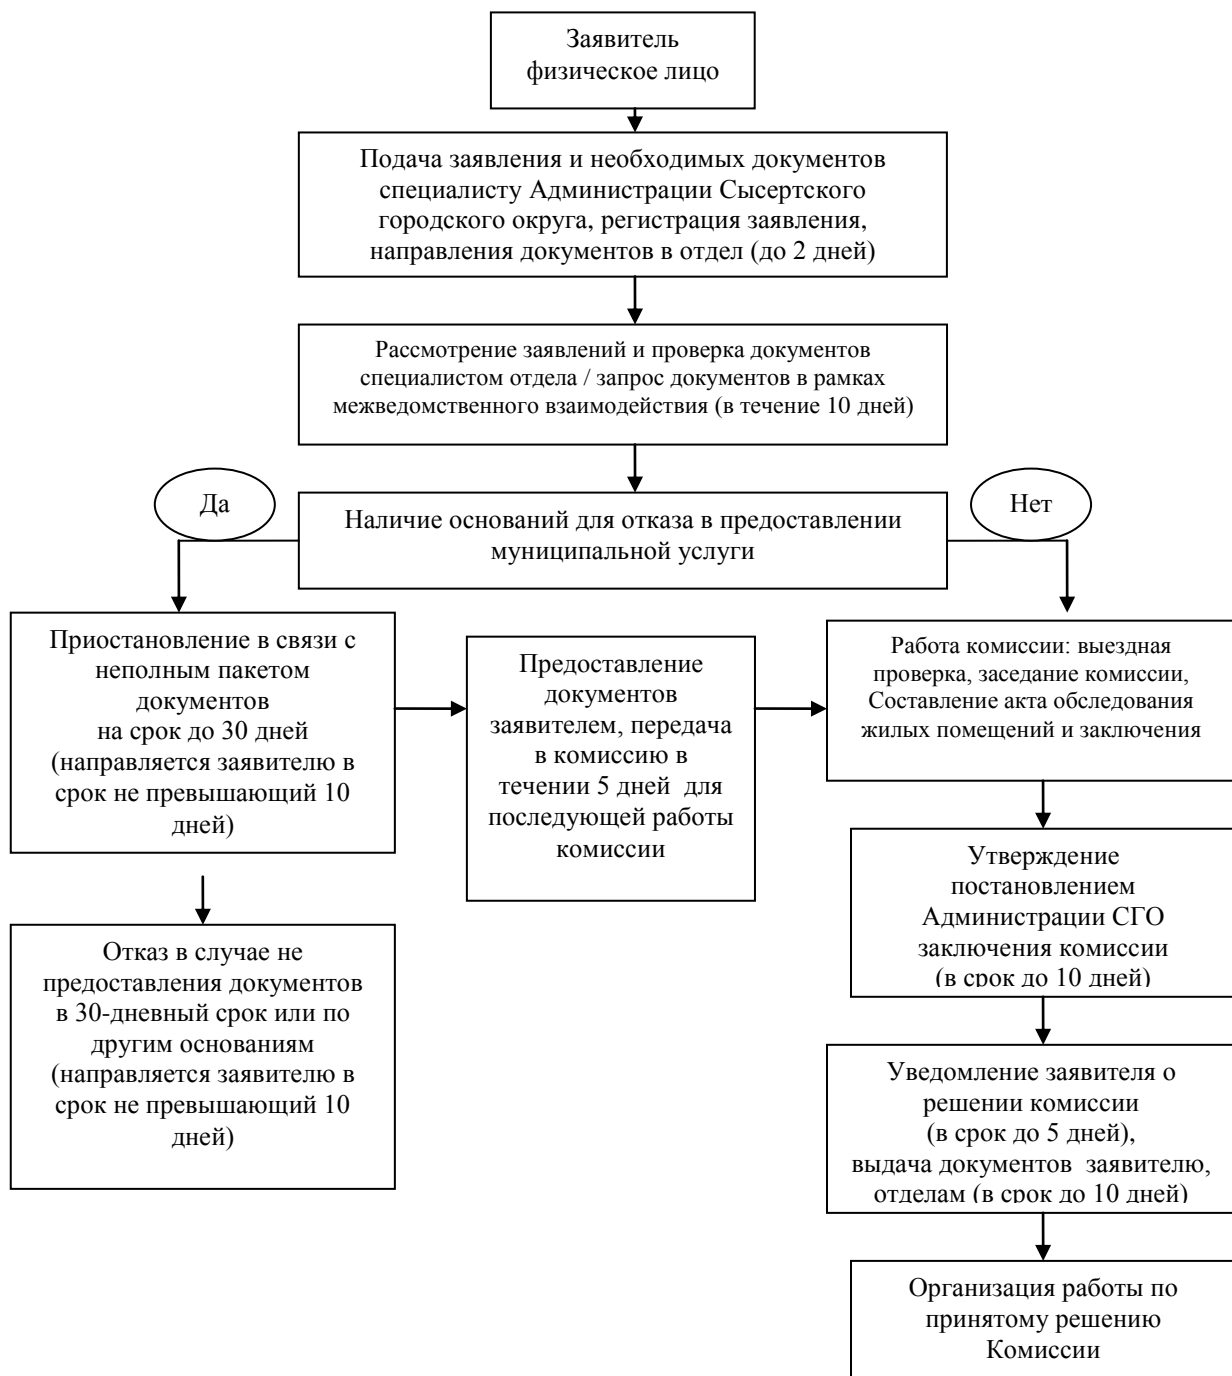 Заявитель
физическое лицо
Подача заявления и необходимых документов
специалисту Администрации Сысертского
городского округа, регистрация заявления,
направления документов в отдел (до 2 дней)
Рассмотрение заявлений и проверка документов
специалистом отдела / запрос документов в рамках
межведомственного взаимодействия (в течение 10 дней)
Да
Нет
Наличие оснований для отказа в предоставлении
муниципальной услуги
Приостановление в связи с
неполным пакетом
документов
на срок до 30 дней
(направляется заявителю в
срок не превышающий 10
дней)
Предоставление
документов
заявителем, передача
в комиссию в
течении 5 дней для
последующей работы
комиссии
Работа комиссии: выездная
проверка, заседание комиссии,
Составление акта обследования
жилых помещений и заключения
Утверждение
постановлением
Администрации СГО
заключения комиссии
(в срок до 10 дней)
Отказ в случае не
предоставления документов
в 30-дневный срок или по
другим основаниям
(направляется заявителю в
срок не превышающий 10
дней)
Уведомление заявителя о
решении комиссии
(в срок до 5 дней),
выдача документов заявителю,
отделам (в срок до 10 дней)
Организация работы по
принятому решению
Комиссии